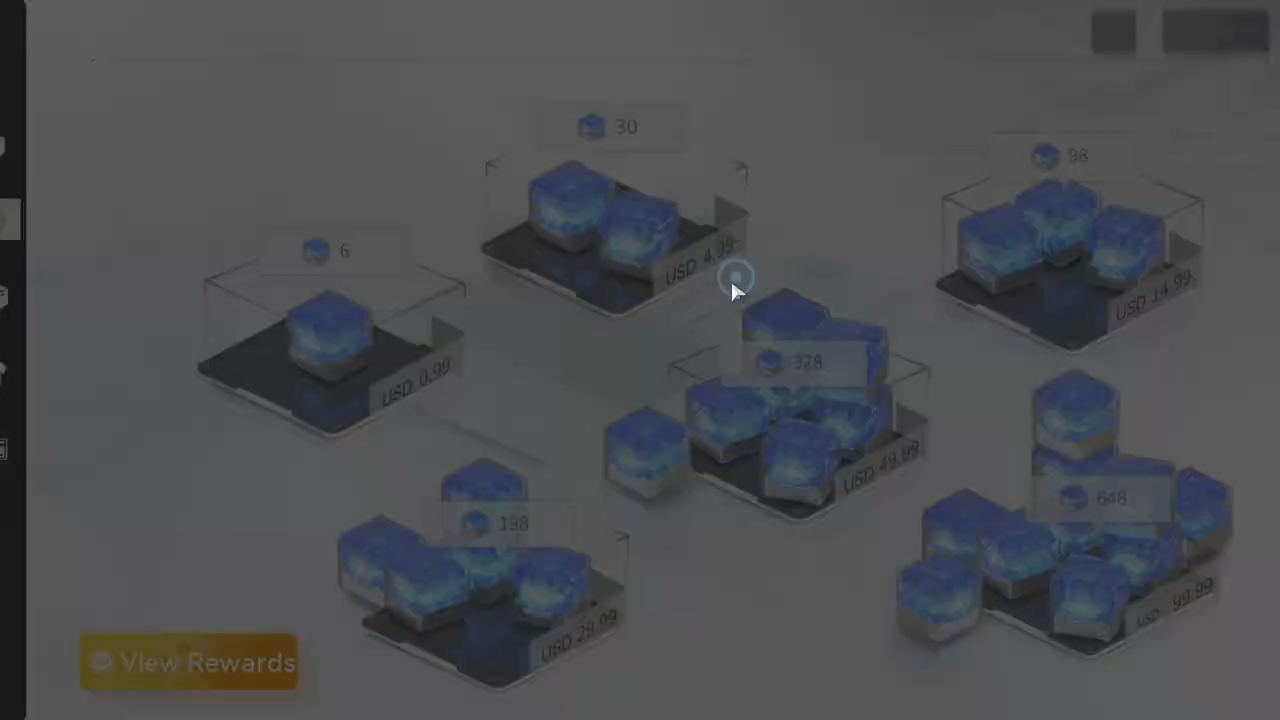 30
USD 4.99
98
USD 14.99
6
USD 0.99
328
USD 49.99
198
USD 29.99
648
USD 99.99
View Rewards